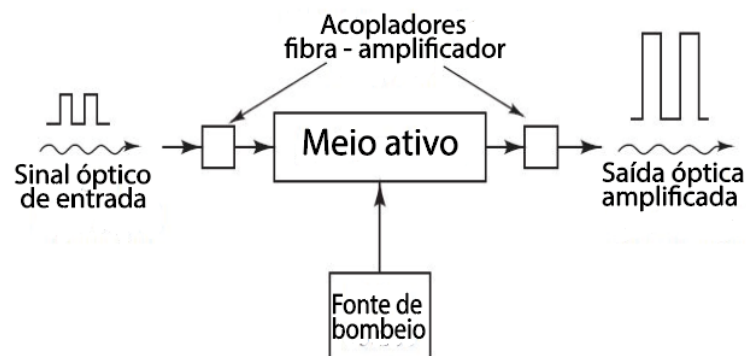 Acopladores
fibra - amplificador
Meio ativo
Sinal óptico
de entrada
Saída óptica
amplificada
Fonte de
bombeio